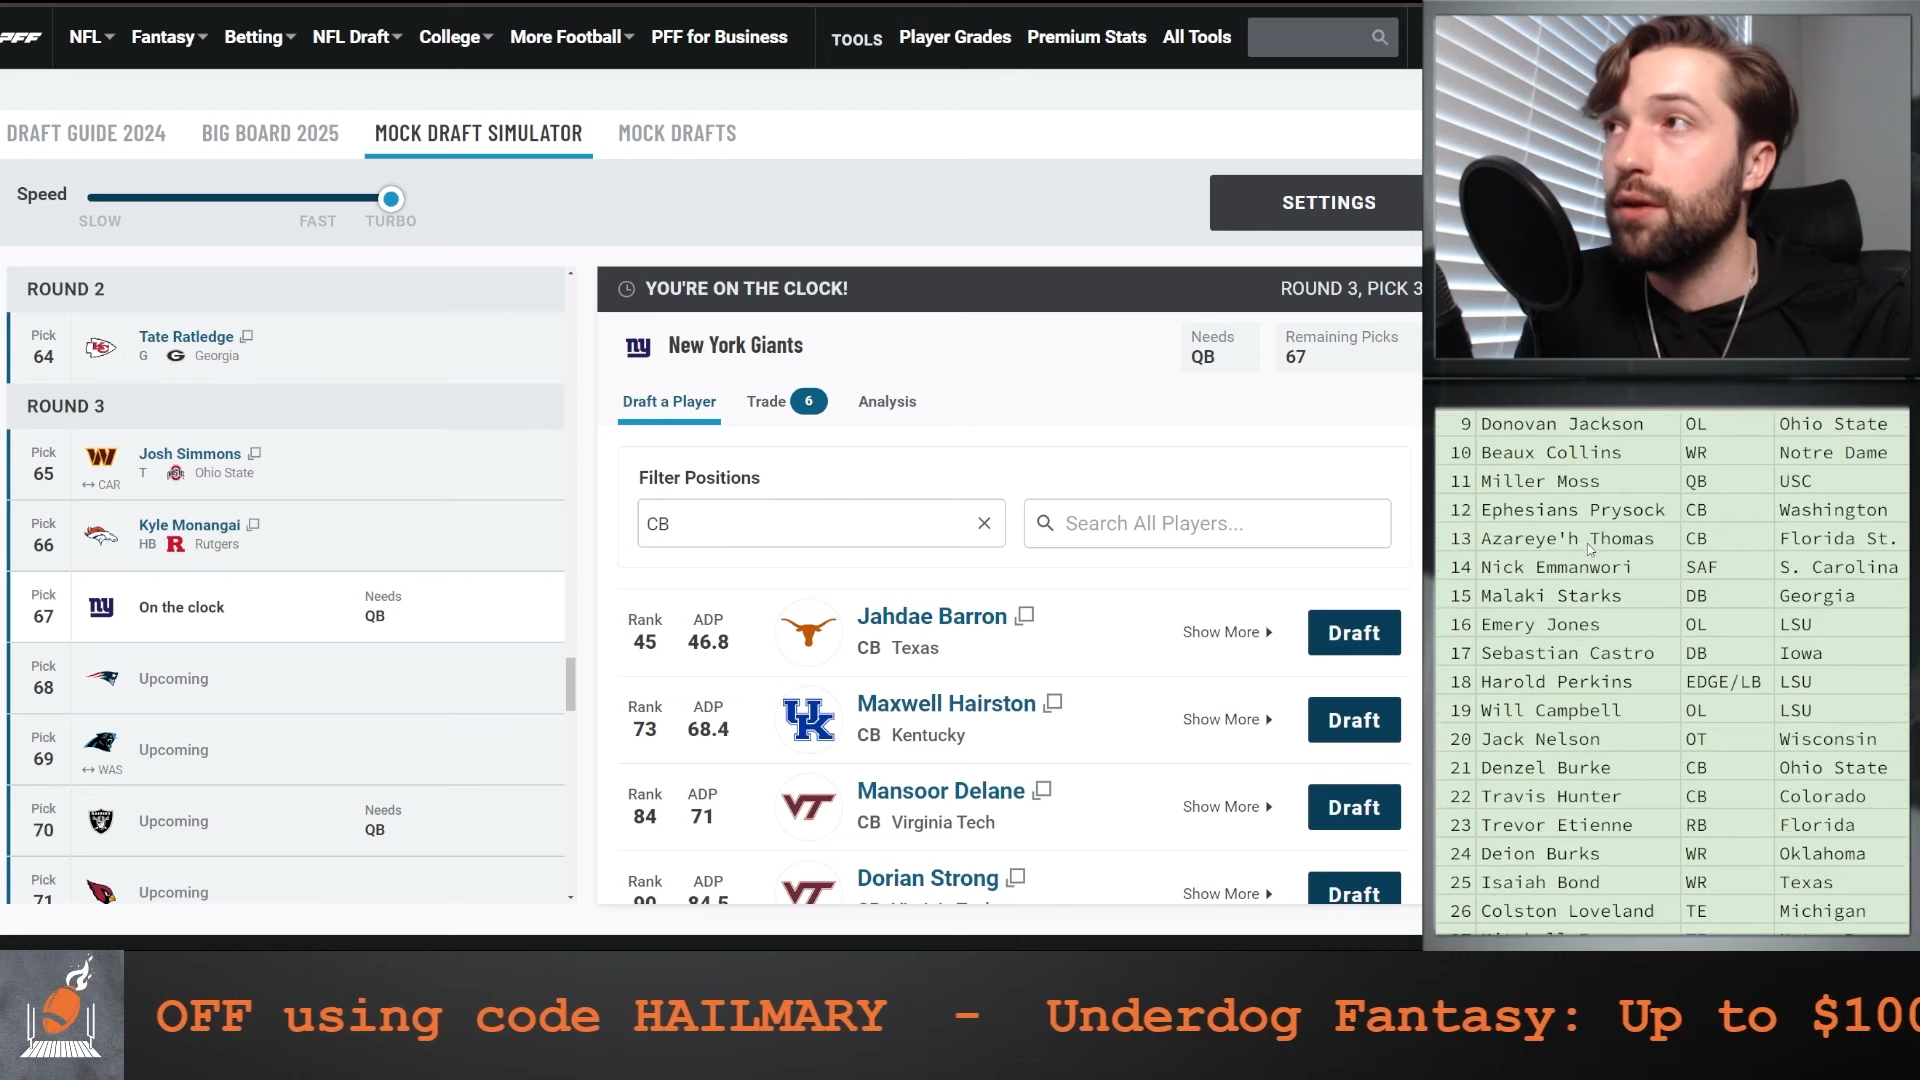 PFF NFL Fantasy Betting NFL Draft College More Football PFF for Business TOOLS Player Grades Premium Stats All Tools
DRAFT GUIDE 2024 BIG BOARD 2025 MOCK DRAFT SIMULATOR MOCK DRAFTS
Speed
SLOW FAST TURBO
SETTINGS
ROUND 2
Pick 64
Tate Ratledge
G Georgia
ROUND 3
Pick 65
CAR
Josh Simmons
T Ohio State
Pick 66
Kyle Monangai
HB Rutgers
Pick 67
ny
On the clock
Needs
QB
Pick 68
Upcoming
Pick 69
WAS
Upcoming
Pick 70
Upcoming
Needs
QB
Pick 71
Upcoming
YOU'RE ON THE CLOCK!
ROUND 3, PICK 3
ny New York Giants
Needs
QB
Remaining Picks
67
Draft a Player Trade 6 Analysis
Filter Positions
CB
Search All Players...
Rank 45 ADP 46.8
Jahdae Barron
CB Texas
Show More Draft
Rank 73 ADP 68.4
Maxwell Hairston
CB Kentucky
Show More Draft
Rank 84 ADP 71
Mansoor Delane
CB Virginia Tech
Show More Draft
Rank 90 ADP 84.5
Dorian Strong
Show More Draft
9 Donovan Jackson OL Ohio State
10 Beaux Collins WR Notre Dame
11 Miller Moss QB USC
12 Ephesians Prysock CB Washington
13 Azareye'h Thomas CB Florida St.
14 Nick Emmanwori SAF S. Carolina
15 Malaki Starks DB Georgia
16 Emery Jones OL LSU
17 Sebastian Castro DB Iowa
18 Harold Perkins EDGE/LB LSU
19 Will Campbell OL LSU
20 Jack Nelson OT Wisconsin
21 Denzel Burke CB Ohio State
22 Travis Hunter CB Colorado
23 Trevor Etienne RB Florida
24 Deion Burks WR Oklahoma
25 Isaiah Bond WR Texas
26 Colston Loveland TE Michigan
OFF using code HAILMARY - Underdog Fantasy: Up to $100